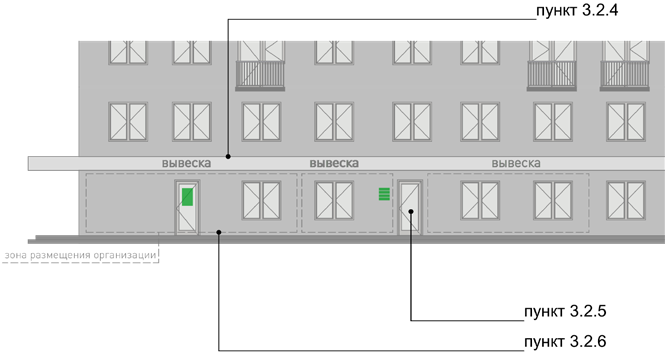 пункт 3.2.4
вывеска вывеска вывеска
зона размещения организации
пункт 3.2.5
пункт 3.2.6